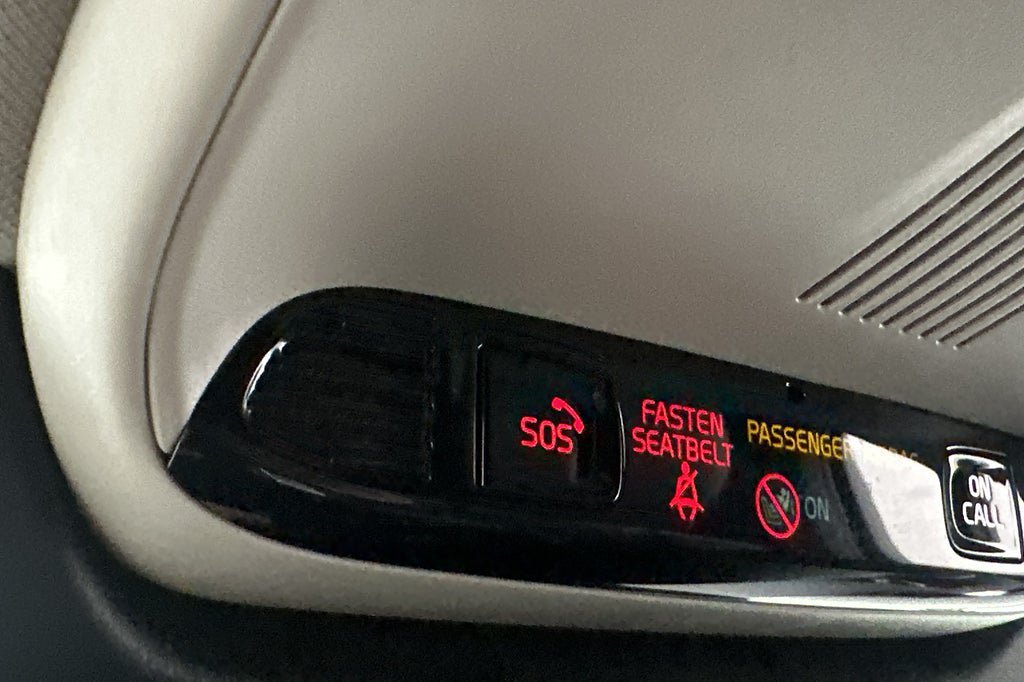 SOS
FASTEN
SEATBELT
PASSENGER
ON
ON
CALL